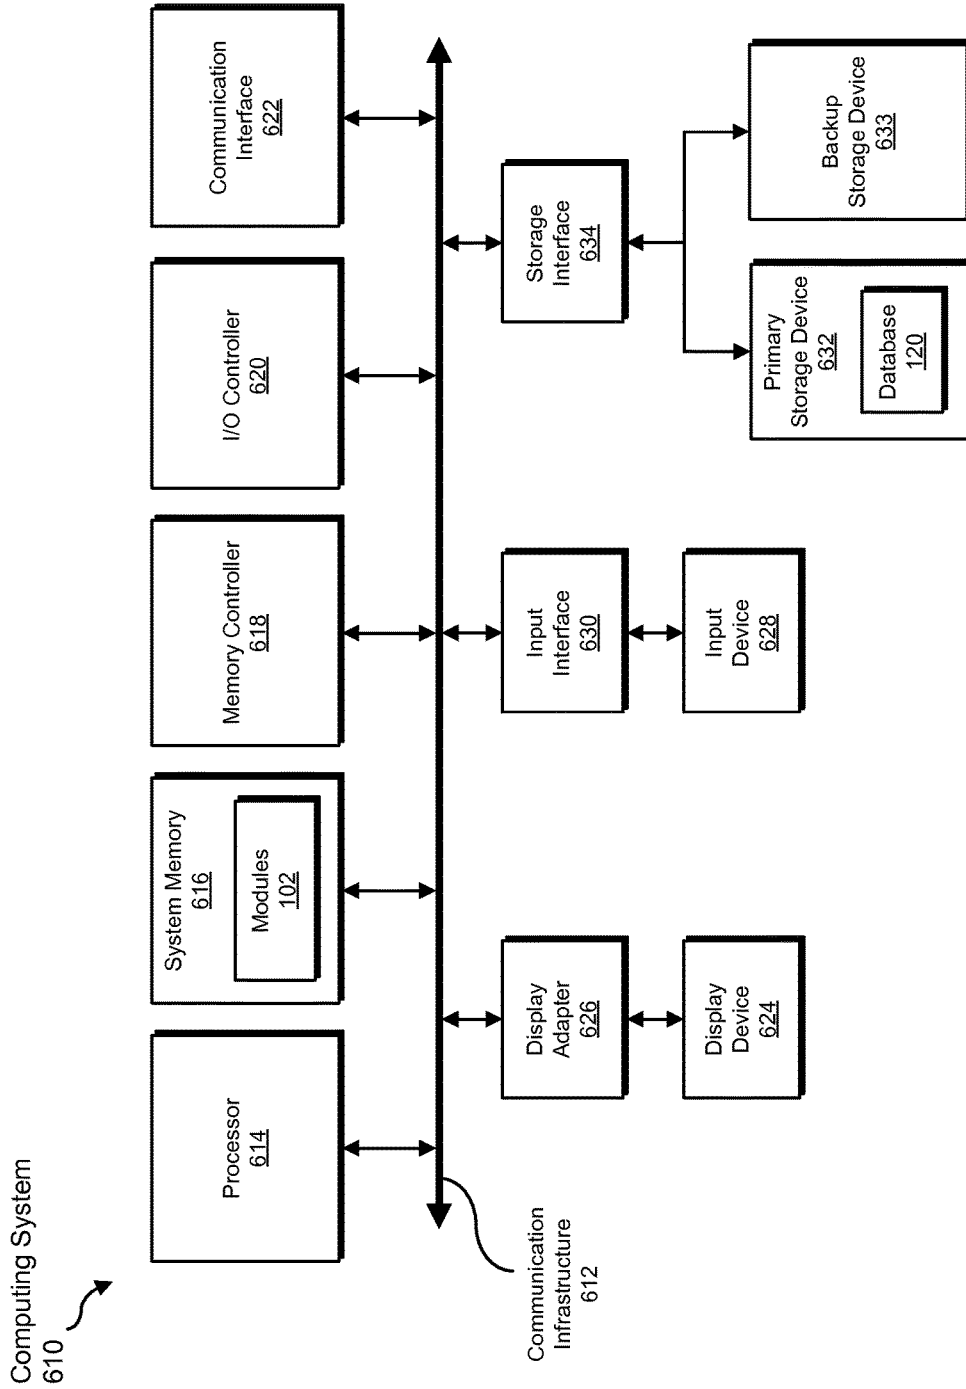 Computing System
610
Processor
614
System Memory
616
Modules
102
Memory Controller
618
I/O Controller
620
Communication
Interface
622
Communication
Infrastructure
612
Display
Adapter
626
Input
Interface
630
Storage
Interface
634
Display
Device
624
Input
Device
628
Primary
Storage Device
632
Database
120
Backup
Storage Device
633